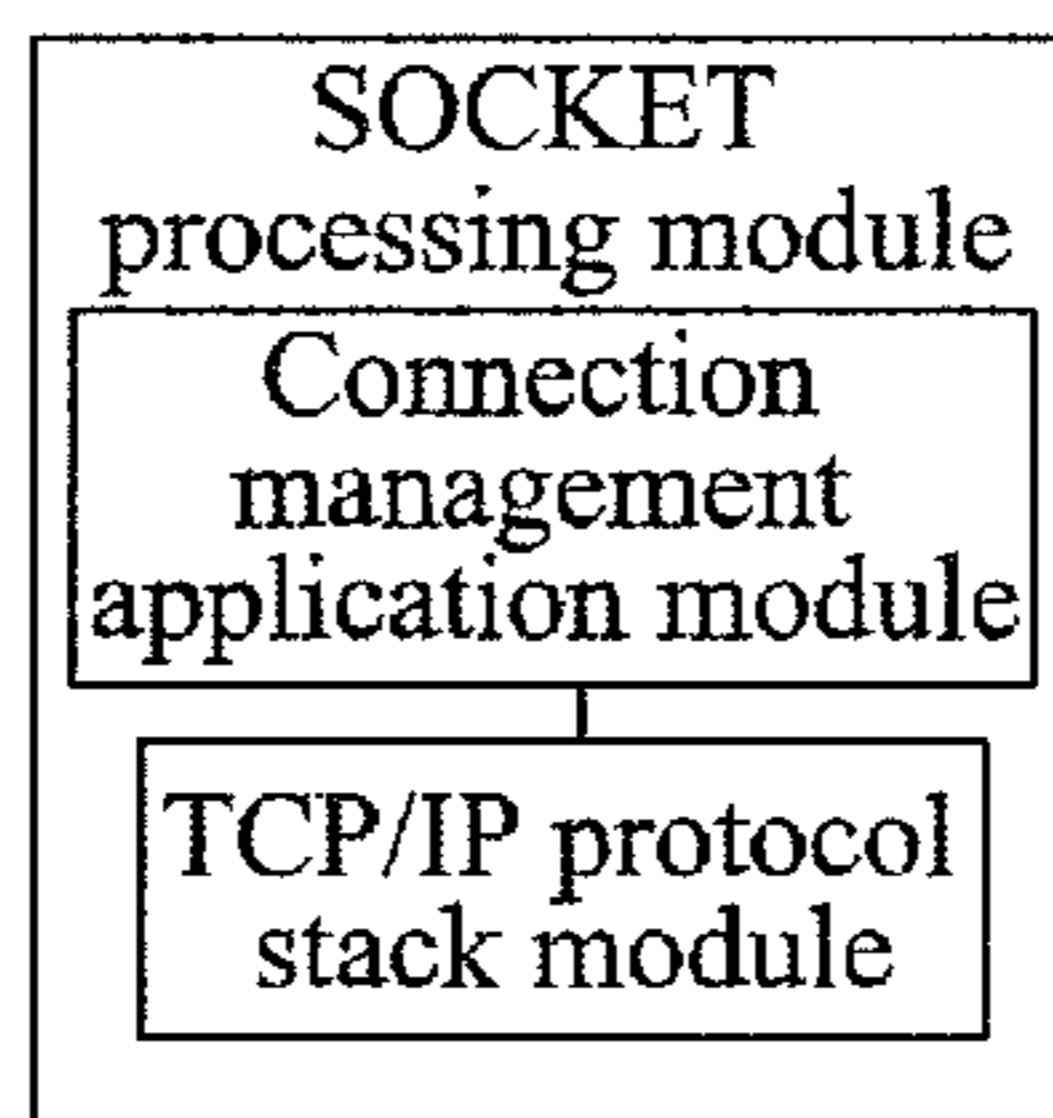 SOCKET
processing module
Connection
management
application module
TCP/IP protocol
stack module